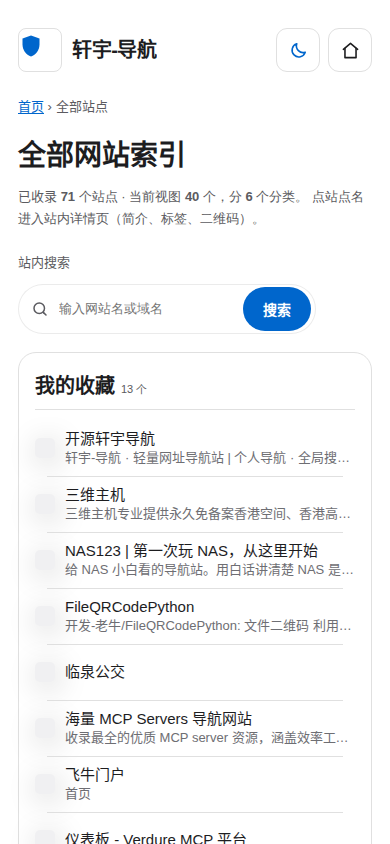 轩宇-导航
首页 › 全部站点
全部网站索引
已收录 71 个站点 · 当前视图 40 个，分 6 个分类。 点站点名
进入站内详情页（简介、标签、二维码）。
站内搜索
输入网站名或域名
搜索
我的收藏 13 个
开源轩宇导航
轩宇-导航 · 轻量网址导航站 | 个人导航 · 全局搜...
三维主机
三维主机专业提供永久免备案香港空间、香港高...
NAS123 | 第一次玩 NAS，从这里开始
给 NAS 小白看的导航站。用白话讲清楚 NAS 是...
FileQRCodePython
开发-老牛/FileQRCodePython: 文件二维码 利用...
临泉公交
海量 MCP Servers 导航网站
收录最全的优质 MCP server 资源，涵盖效率工...
飞牛门户
首页
仪表板 - Verdure MCP 平台